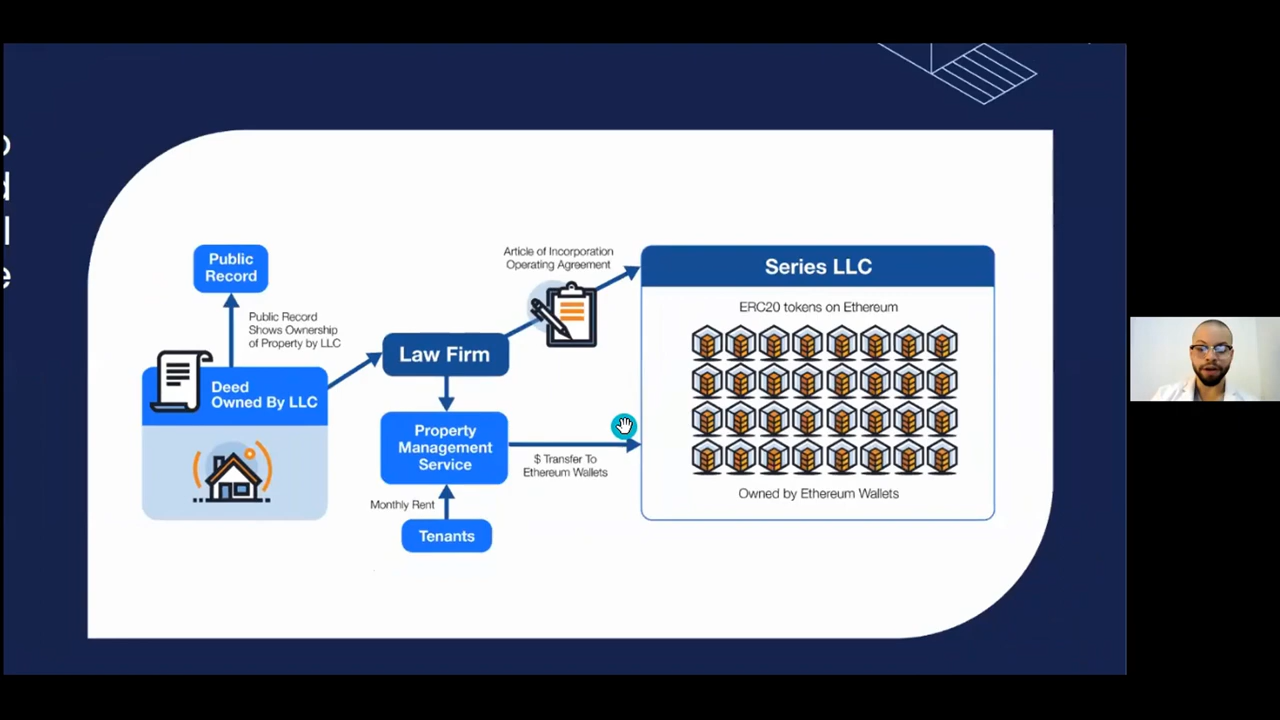 Public
Record
Public Record
Shows Ownership
of Property by LLC
Deed
Owned By LLC
Law Firm
Article of Incorporation
Operating Agreement
Property
Management
Service
$ Transfer To
Ethereum Wallets
Monthly Rent
Tenants
Series LLC
ERC20 tokens on Ethereum
Owned by Ethereum Wallets